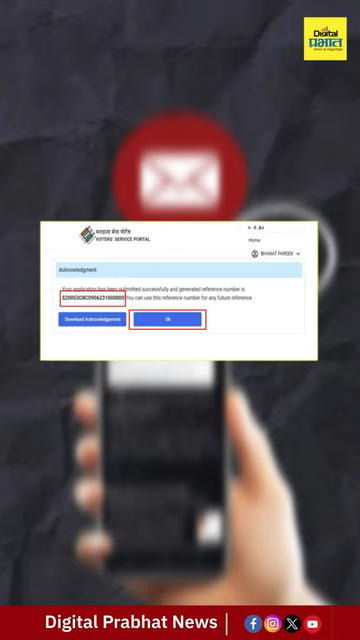 Digital
प्रभात
मतदाता सेवा पोर्टल
VOTERS' SERVICE PORTAL
A- A A+
Home
BHARAT PAREEK
Acknowledgment
Your application has been submitted successfully and generated reference number is
S20053O8C0906231000000 You can use this reference number for any future reference.
Download Acknowledgement
Ok
Digital Prabhat News |